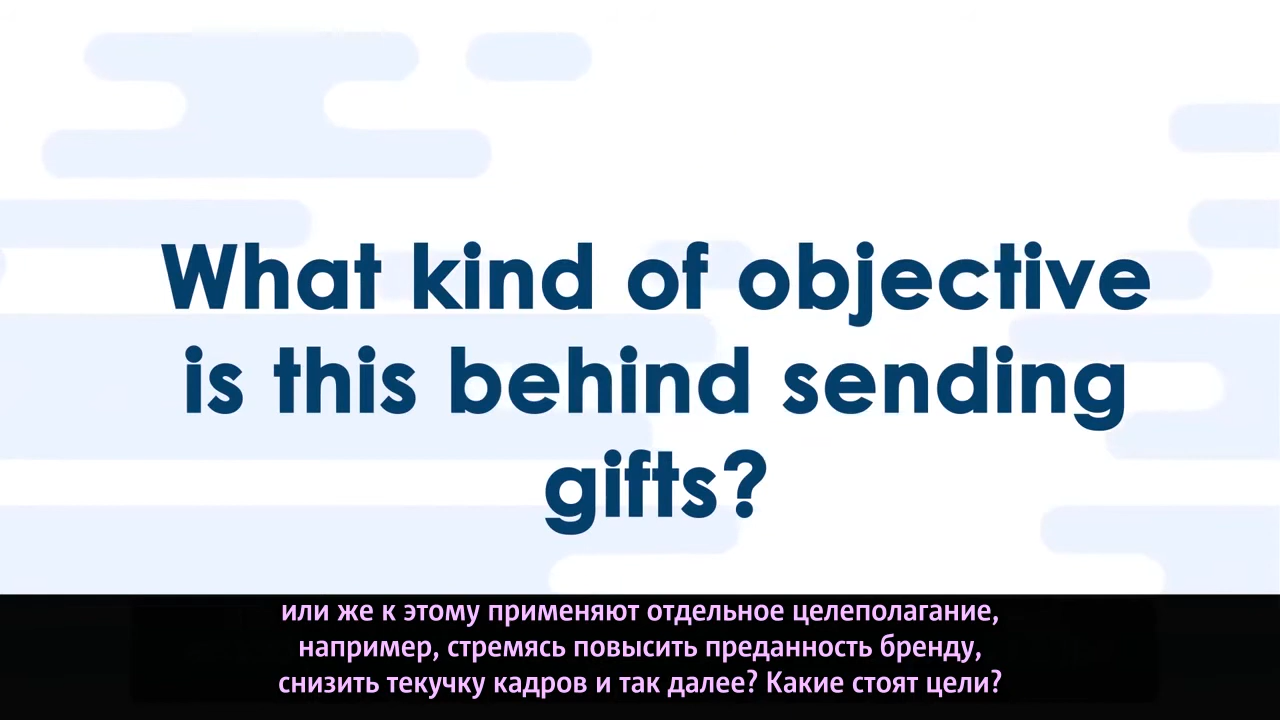 What kind of objective
is this behind sending
gifts?
или же к этому применяют отдельное целеполагание,
например, стремясь повысить преданность бренду,
снизить текучку кадров и так далее? Какие стоят цели?